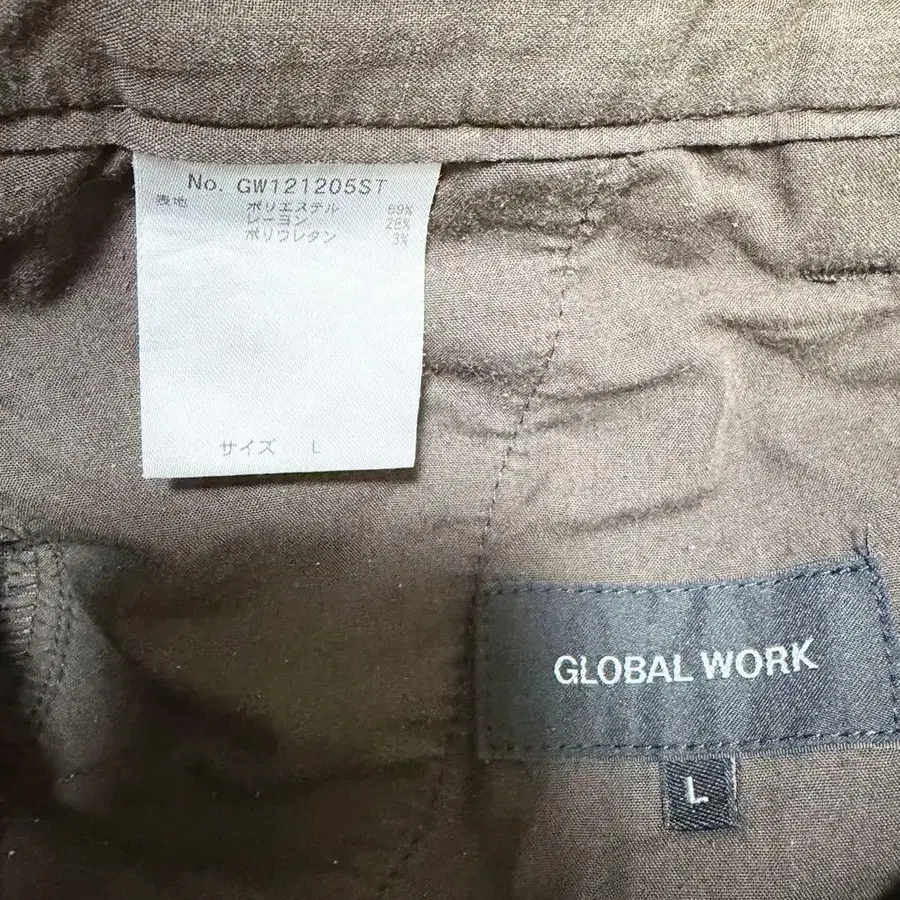 No. GW121205ST
表地 ポリエステル 69%
レーヨン 28%
ポリウレタン 3%
サイズ L
GLOBAL WORK
L